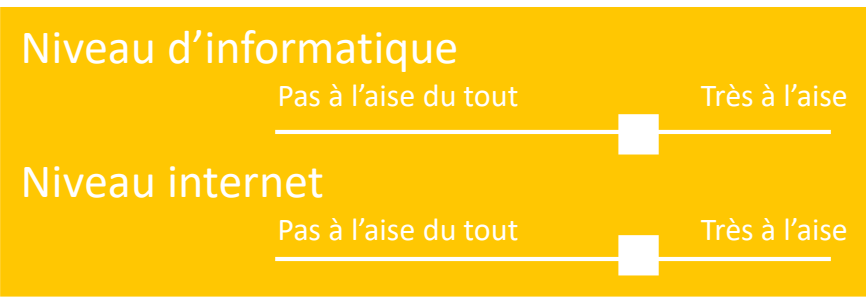 Niveau d’informatique
Pas à l’aise du tout Très à l’aise
Niveau internet
Pas à l’aise du tout Très à l’aise